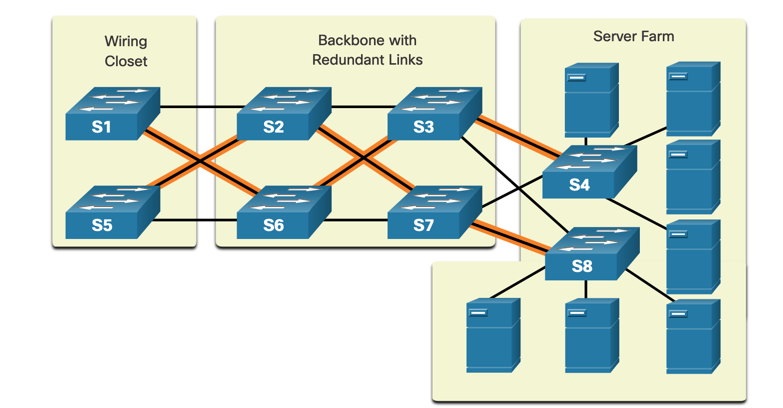 Wiring
Closet
Backbone with
Redundant Links
Server Farm
S1
S2
S3
S4
S5
S6
S7
S8